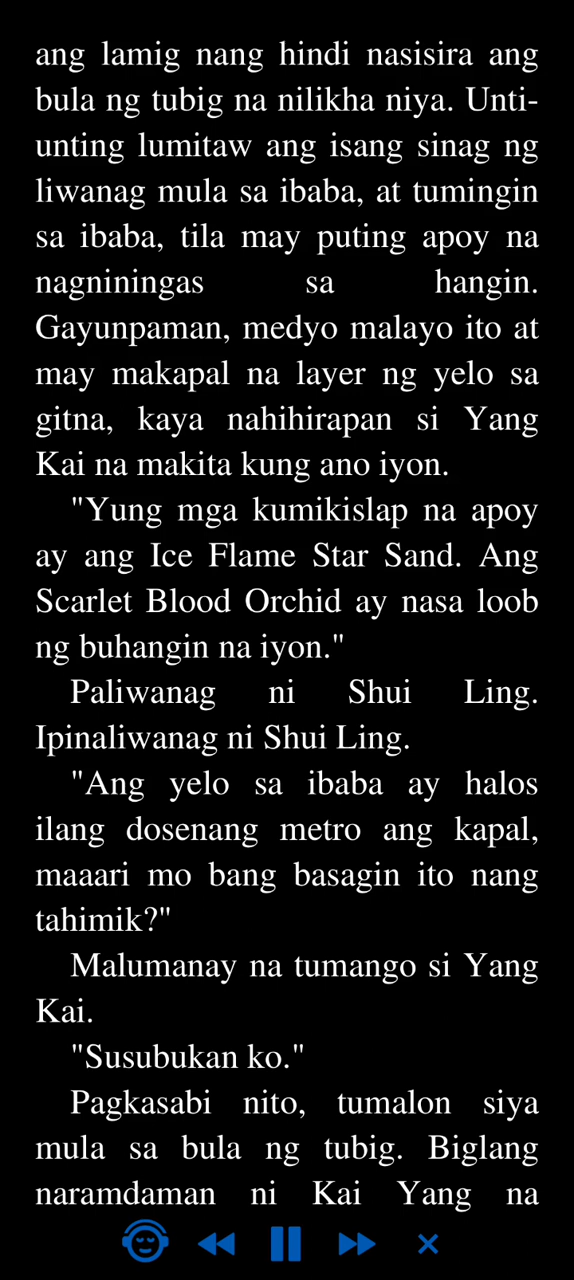 ang lamig nang hindi nasisira ang
bula ng tubig na nilikha niya. Unti-
unting lumitaw ang isang sinag ng
liwanag mula sa ibaba, at tumingin
sa ibaba, tila may puting apoy na
nagniningas sa hangin.
Gayunpaman, medyo malayo ito at
may makapal na layer ng yelo sa
gitna, kaya nahihirapan si Yang
Kai na makita kung ano iyon.
"Yung mga kumikislap na apoy
ay ang Ice Flame Star Sand. Ang
Scarlet Blood Orchid ay nasa loob
ng buhangin na iyon."
Paliwanag ni Shui Ling.
Ipinaliwanag ni Shui Ling.
"Ang yelo sa ibaba ay halos
ilang dosenang metro ang kapal,
maaari mo bang basagin ito nang
tahimik?"
Malumanay na tumango si Yang
Kai.
"Susubukan ko."
Pagkasabi nito, tumalon siya
mula sa bula ng tubig. Biglang
naramdaman ni Kai Yang na